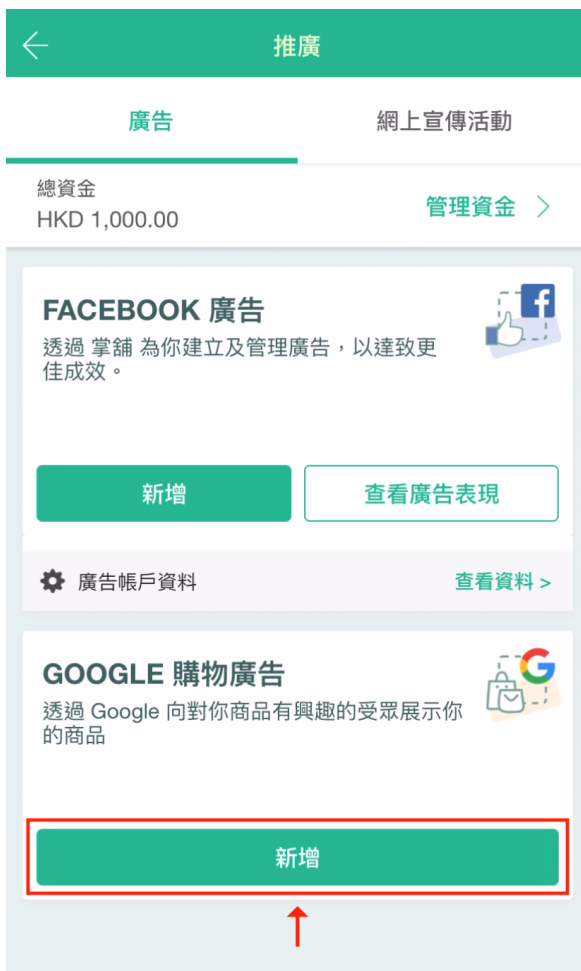 推廣
廣告
網上宣傳活動
總資金
HKD 1,000.00
管理資金
FACEBOOK 廣告
透過 掌舖 為你建立及管理廣告，以達致更
佳成效。
新增
查看廣告表現
廣告帳戶資料
查看資料 >
GOOGLE 購物廣告
透過 Google 向對你商品有興趣的受眾展示你
的商品
新增